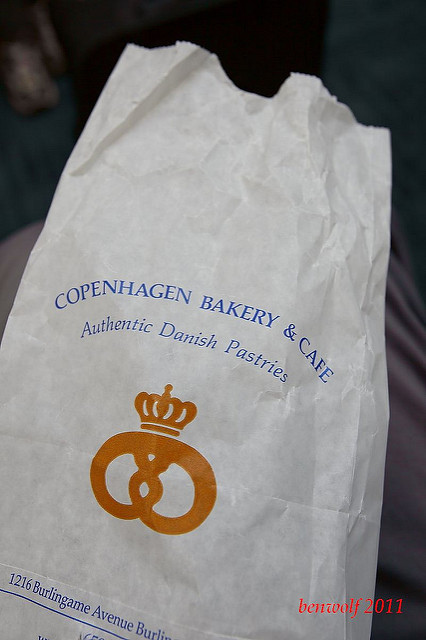 COPENHAGEN BAKERY & CAFE
Authentic Danish Pastries
1216 Burlingame Avenue
benwolf 2011